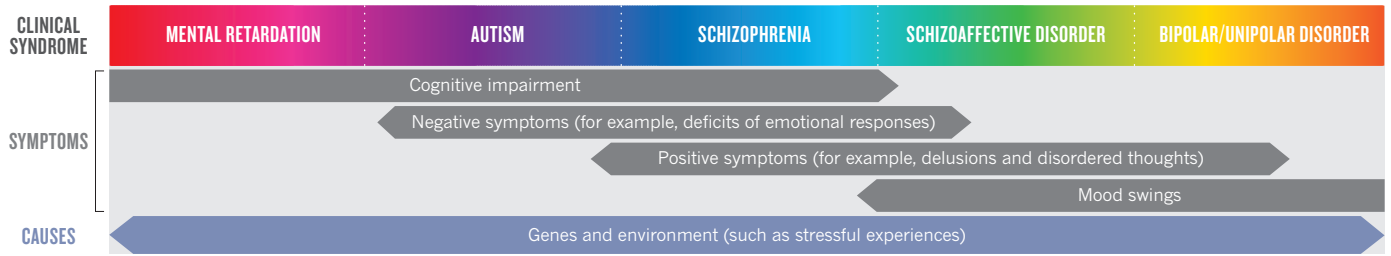 CLINICAL
SYNDROME
MENTAL RETARDATION
AUTISM
SCHIZOPHRENIA
SCHIZOAFFECTIVE DISORDER
BIPOLAR/UNIPOLAR DISORDER
SYMPTOMS
Cognitive impairment
Negative symptoms (for example, deficits of emotional responses)
Positive symptoms (for example, delusions and disordered thoughts)
Mood swings
CAUSES
Genes and environment (such as stressful experiences)